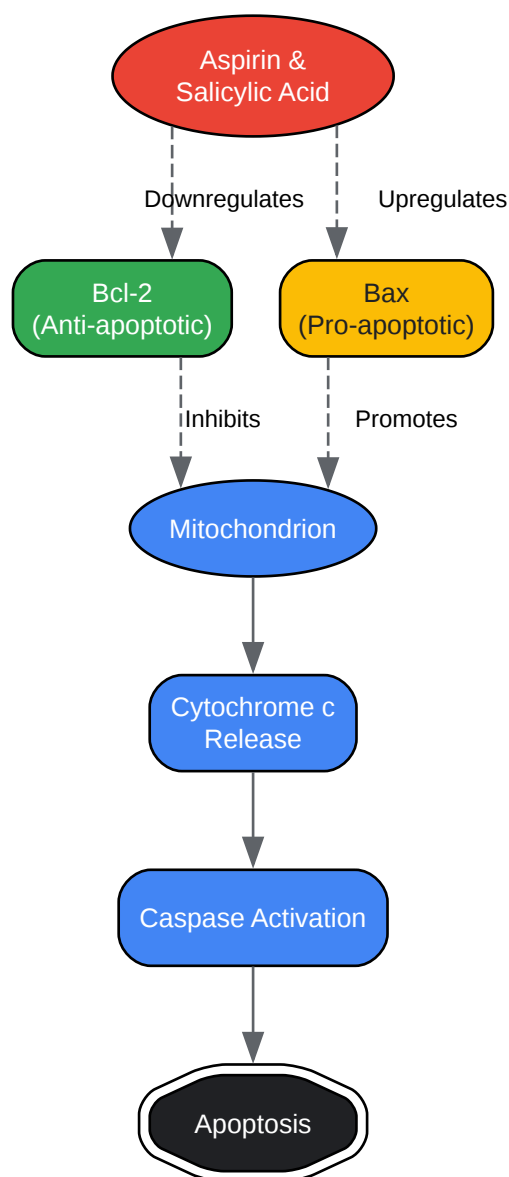 Aspirin &
Salicylic Acid
Downregulates
Upregulates
Bcl-2
(Anti-apoptotic)
Bax
(Pro-apoptotic)
Inhibits
Promotes
Mitochondrion
Cytochrome c
Release
Caspase Activation
Apoptosis